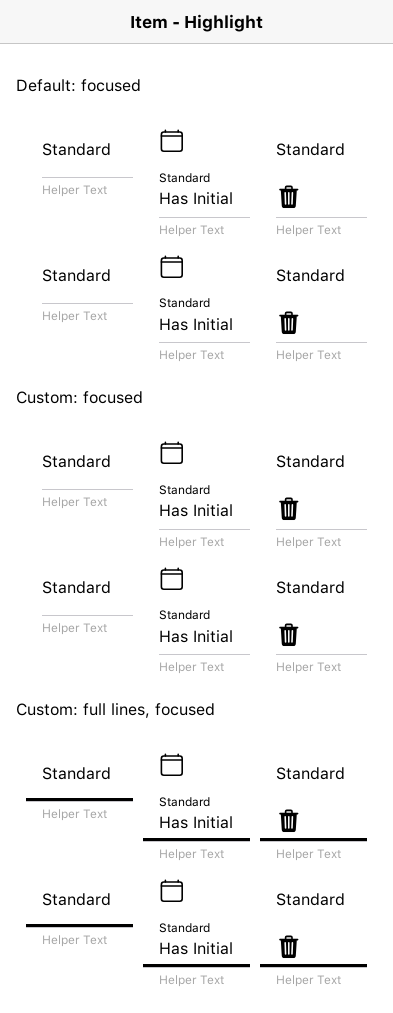 Item - Highlight
Default: focused
Standard
Helper Text
Standard
Has Initial
Helper Text
Standard
Helper Text
Standard
Helper Text
Standard
Has Initial
Helper Text
Standard
Helper Text
Custom: focused
Standard
Helper Text
Standard
Has Initial
Helper Text
Standard
Helper Text
Standard
Helper Text
Standard
Has Initial
Helper Text
Standard
Helper Text
Custom: full lines, focused
Standard
Helper Text
Standard
Has Initial
Helper Text
Standard
Helper Text
Standard
Helper Text
Standard
Has Initial
Helper Text
Standard
Helper Text